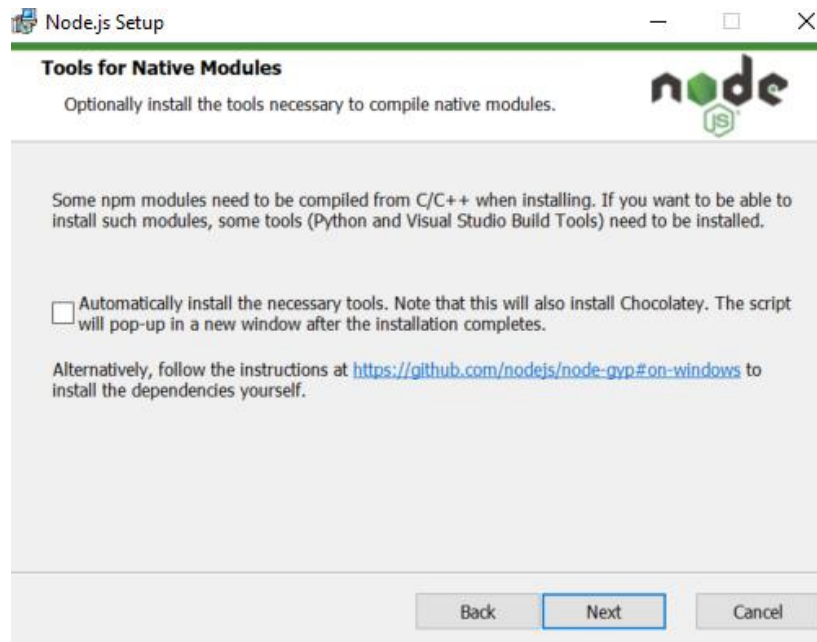 Node.js Setup
Tools for Native Modules
Optionally install the tools necessary to compile native modules.
node
JS
Some npm modules need to be compiled from C/C++ when installing. If you want to be able to
install such modules, some tools (Python and Visual Studio Build Tools) need to be installed.
Automatically install the necessary tools. Note that this will also install Chocolatey. The script
will pop-up in a new window after the installation completes.
Alternatively, follow the instructions at https://github.com/nodejs/node-gyp#on-windows to
install the dependencies yourself.
Back
Next
Cancel